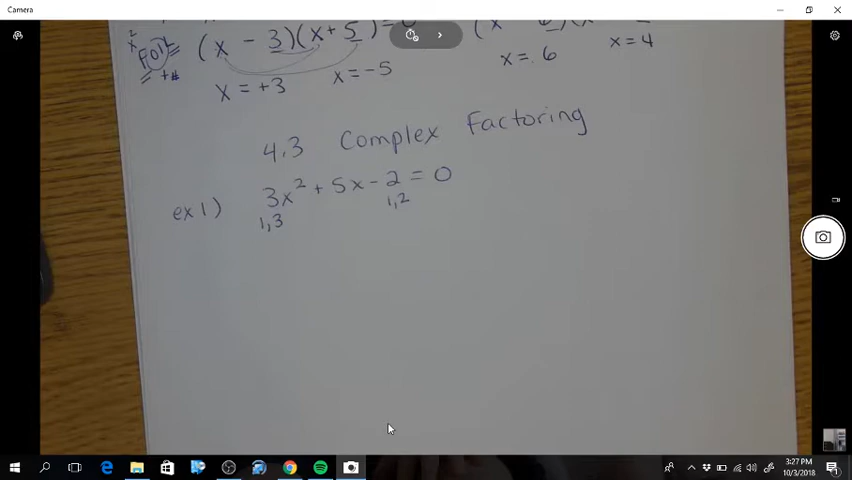 Camera
FOIL
(x - 3)(x + 5) = 0
x = +3
x = -5
x = 6
x = 4
4.3 Complex Factoring
ex 1) 3x² + 5x - 2 = 0
1,3
1,2
3:27 PM
10/3/2018